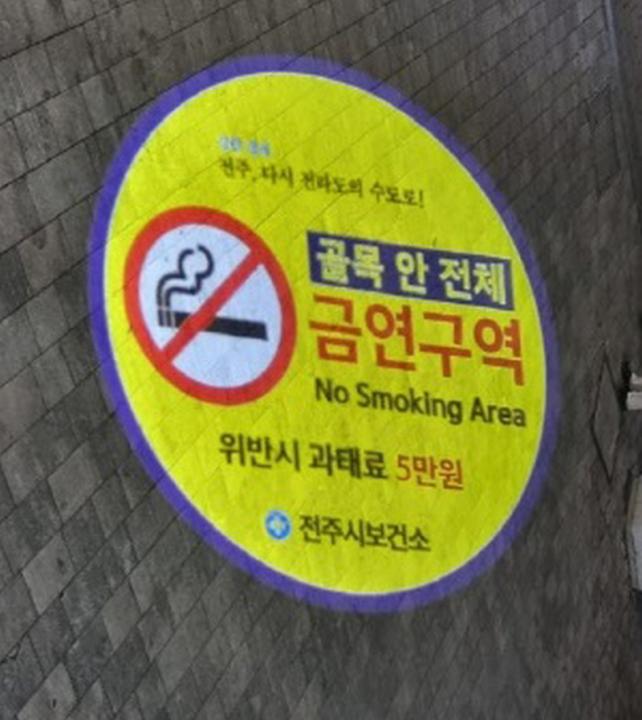 전주, 다시 전라도의 수도로!
골목 안 전체
금연구역
No Smoking Area
위반시 과태료 5만원
전주시보건소